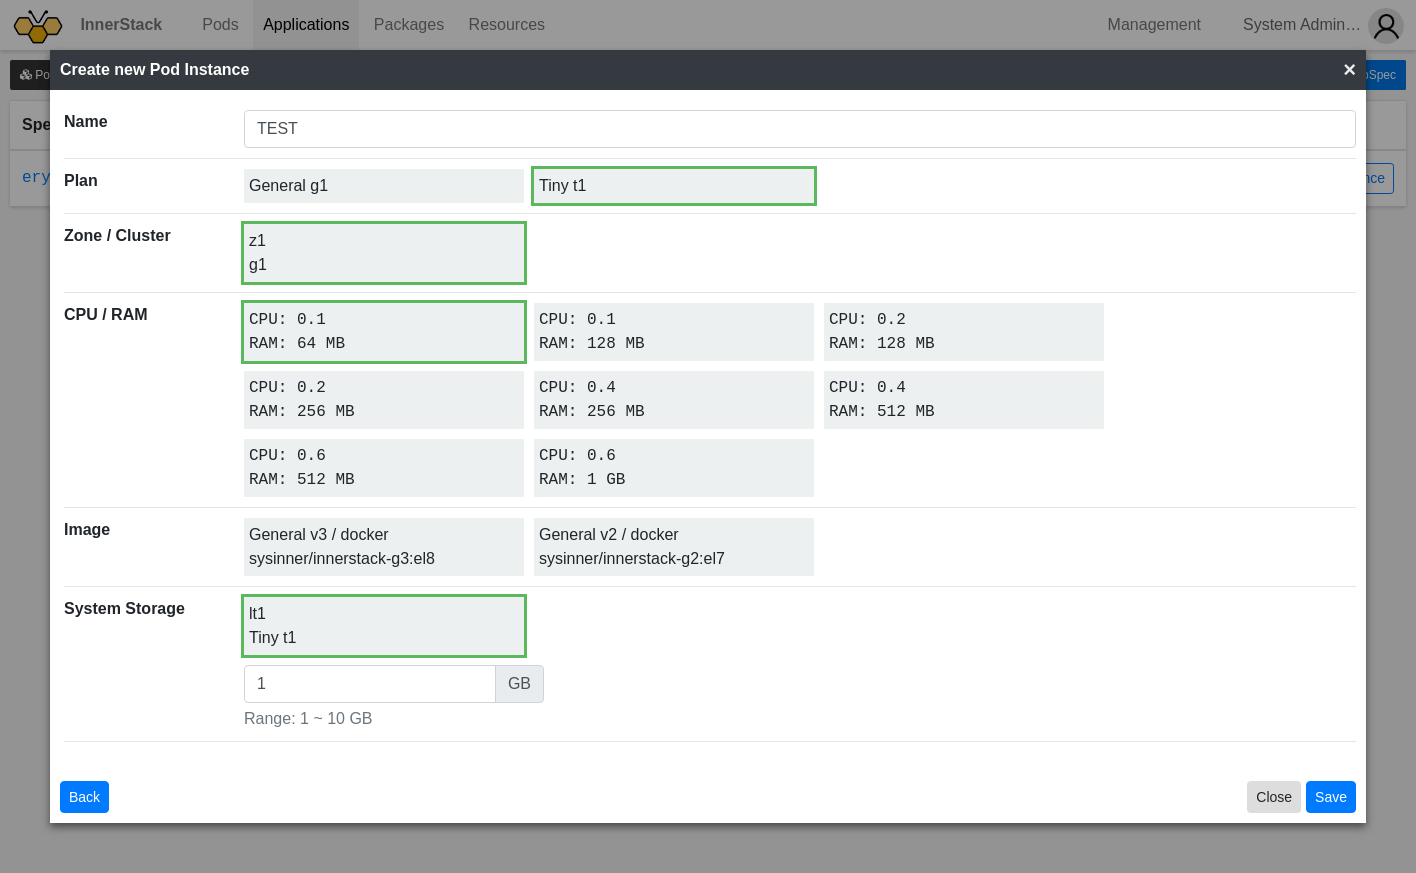 InnerStack
Pods
Applications
Packages
Resources
Management
System Admin…
Create new Pod Instance
×
Name
TEST
Plan
General g1
Tiny t1
Zone / Cluster
z1
g1
CPU / RAM
CPU: 0.1
RAM: 64 MB
CPU: 0.1
RAM: 128 MB
CPU: 0.2
RAM: 128 MB
CPU: 0.2
RAM: 256 MB
CPU: 0.4
RAM: 256 MB
CPU: 0.4
RAM: 512 MB
CPU: 0.6
RAM: 512 MB
CPU: 0.6
RAM: 1 GB
Image
General v3 / docker
sysinner/innerstack-g3:el8
General v2 / docker
sysinner/innerstack-g2:el7
System Storage
lt1
Tiny t1
1
GB
Range: 1 ~ 10 GB
Back
Close
Save